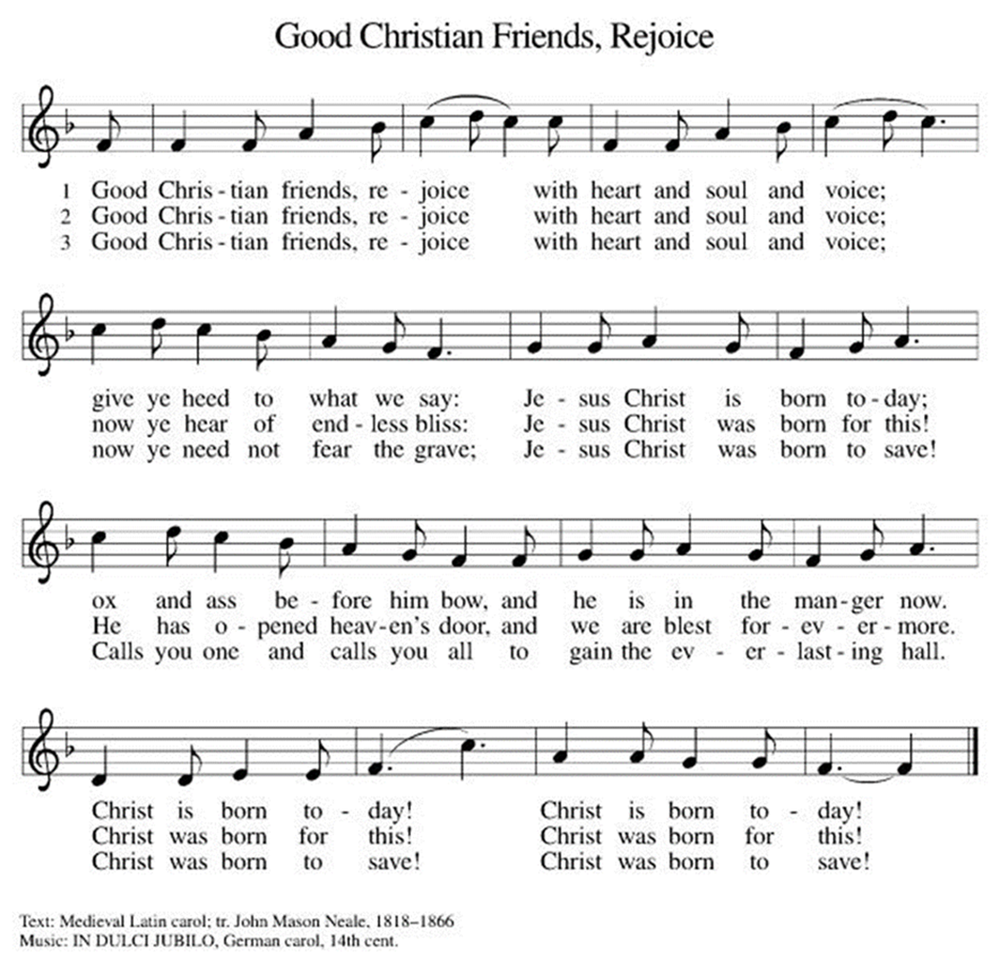 Good Christian Friends, Rejoice
1 Good Chris - tian friends, re - joice with heart and soul and voice;
2 Good Chris - tian friends, re - joice with heart and soul and voice;
3 Good Chris - tian friends, re - joice with heart and soul and voice;
give ye heed to what we say: Je - sus Christ is born to - day;
now ye hear of end - less bliss: Je - sus Christ was born for this!
now ye need not fear the grave; Je - sus Christ was born to save!
ox and ass be - fore him bow, and he is in the man - ger now.
He has o - pened heav - en's door, and we are blest for - ev - er - more.
Calls you one and calls you all to gain the ev - er - last - ing hall.
Christ is born to - day! Christ is born to - day!
Christ was born for this! Christ was born for this!
Christ was born to save! Christ was born to save!
Text: Medieval Latin carol; tr. John Mason Neale, 1818–1866
Music: IN DULCI JUBILO, German carol, 14th cent.